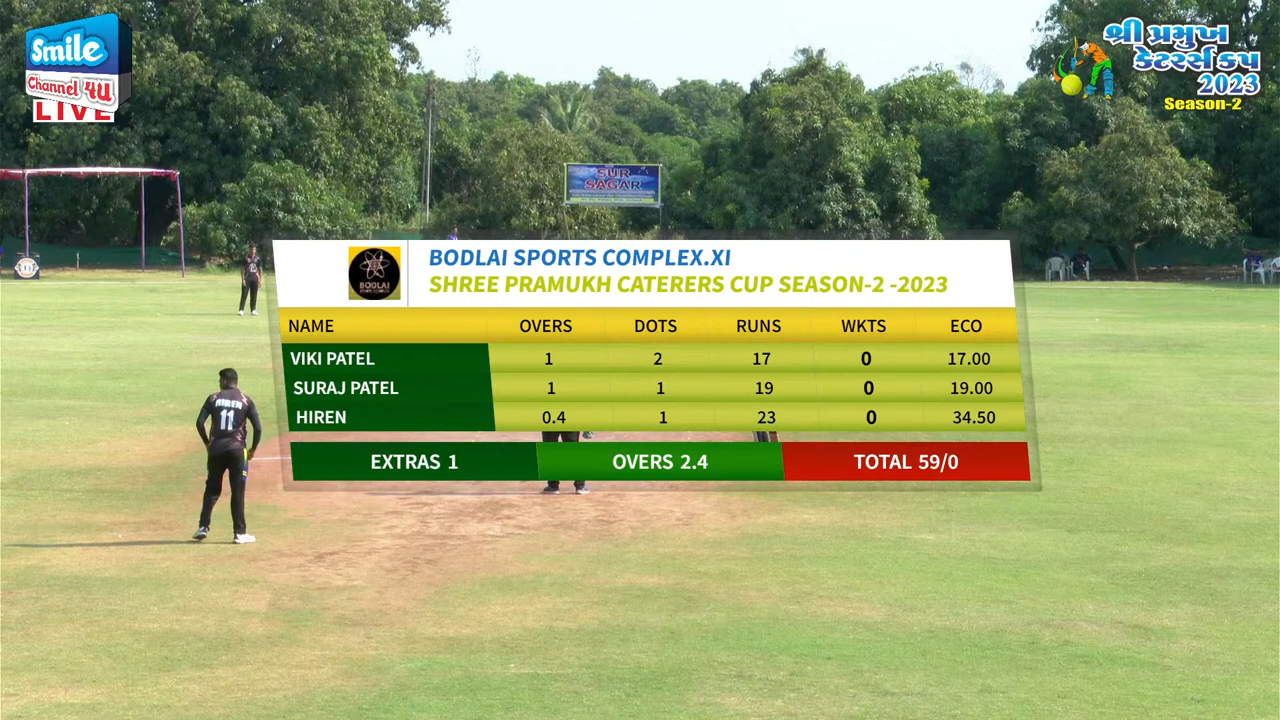 Smile
Channel 4U
LIVE
શ્રી પ્રમુખ
કેટરર્સ કપ
2023
Season-2
SUR
SAGAR
BODLAI
BODLAI SPORTS COMPLEX.XI
SHREE PRAMUKH CATERERS CUP SEASON-2 -2023
NAME OVERS DOTS RUNS WKTS ECO
VIKI PATEL 1 2 17 0 17.00
SURAJ PATEL 1 1 19 0 19.00
HIREN 0.4 1 23 0 34.50
EXTRAS 1 OVERS 2.4 TOTAL 59/0
HIREN
11